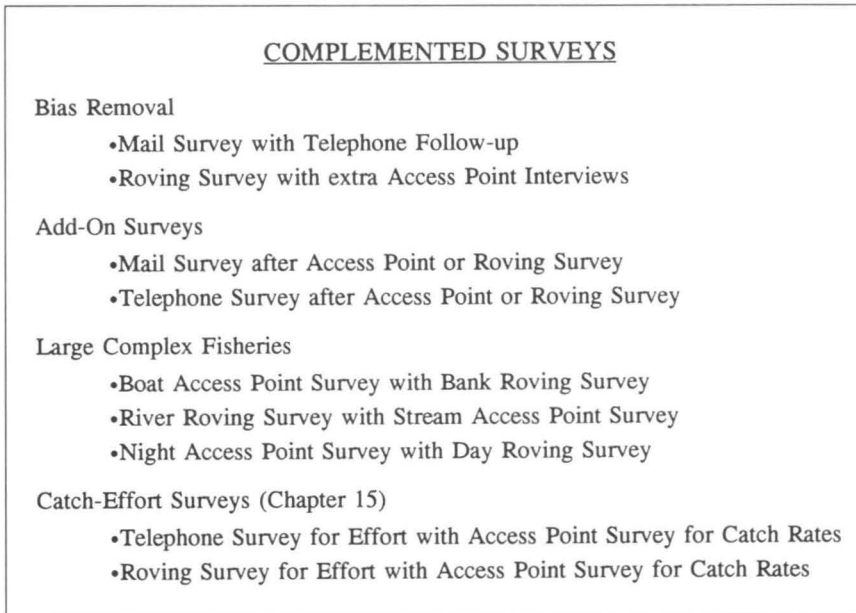 COMPLEMENTED SURVEYS
Bias Removal
•Mail Survey with Telephone Follow-up
•Roving Survey with extra Access Point Interviews
Add-On Surveys
•Mail Survey after Access Point or Roving Survey
•Telephone Survey after Access Point or Roving Survey
Large Complex Fisheries
•Boat Access Point Survey with Bank Roving Survey
•River Roving Survey with Stream Access Point Survey
•Night Access Point Survey with Day Roving Survey
Catch-Effort Surveys (Chapter 15)
•Telephone Survey for Effort with Access Point Survey for Catch Rates
•Roving Survey for Effort with Access Point Survey for Catch Rates